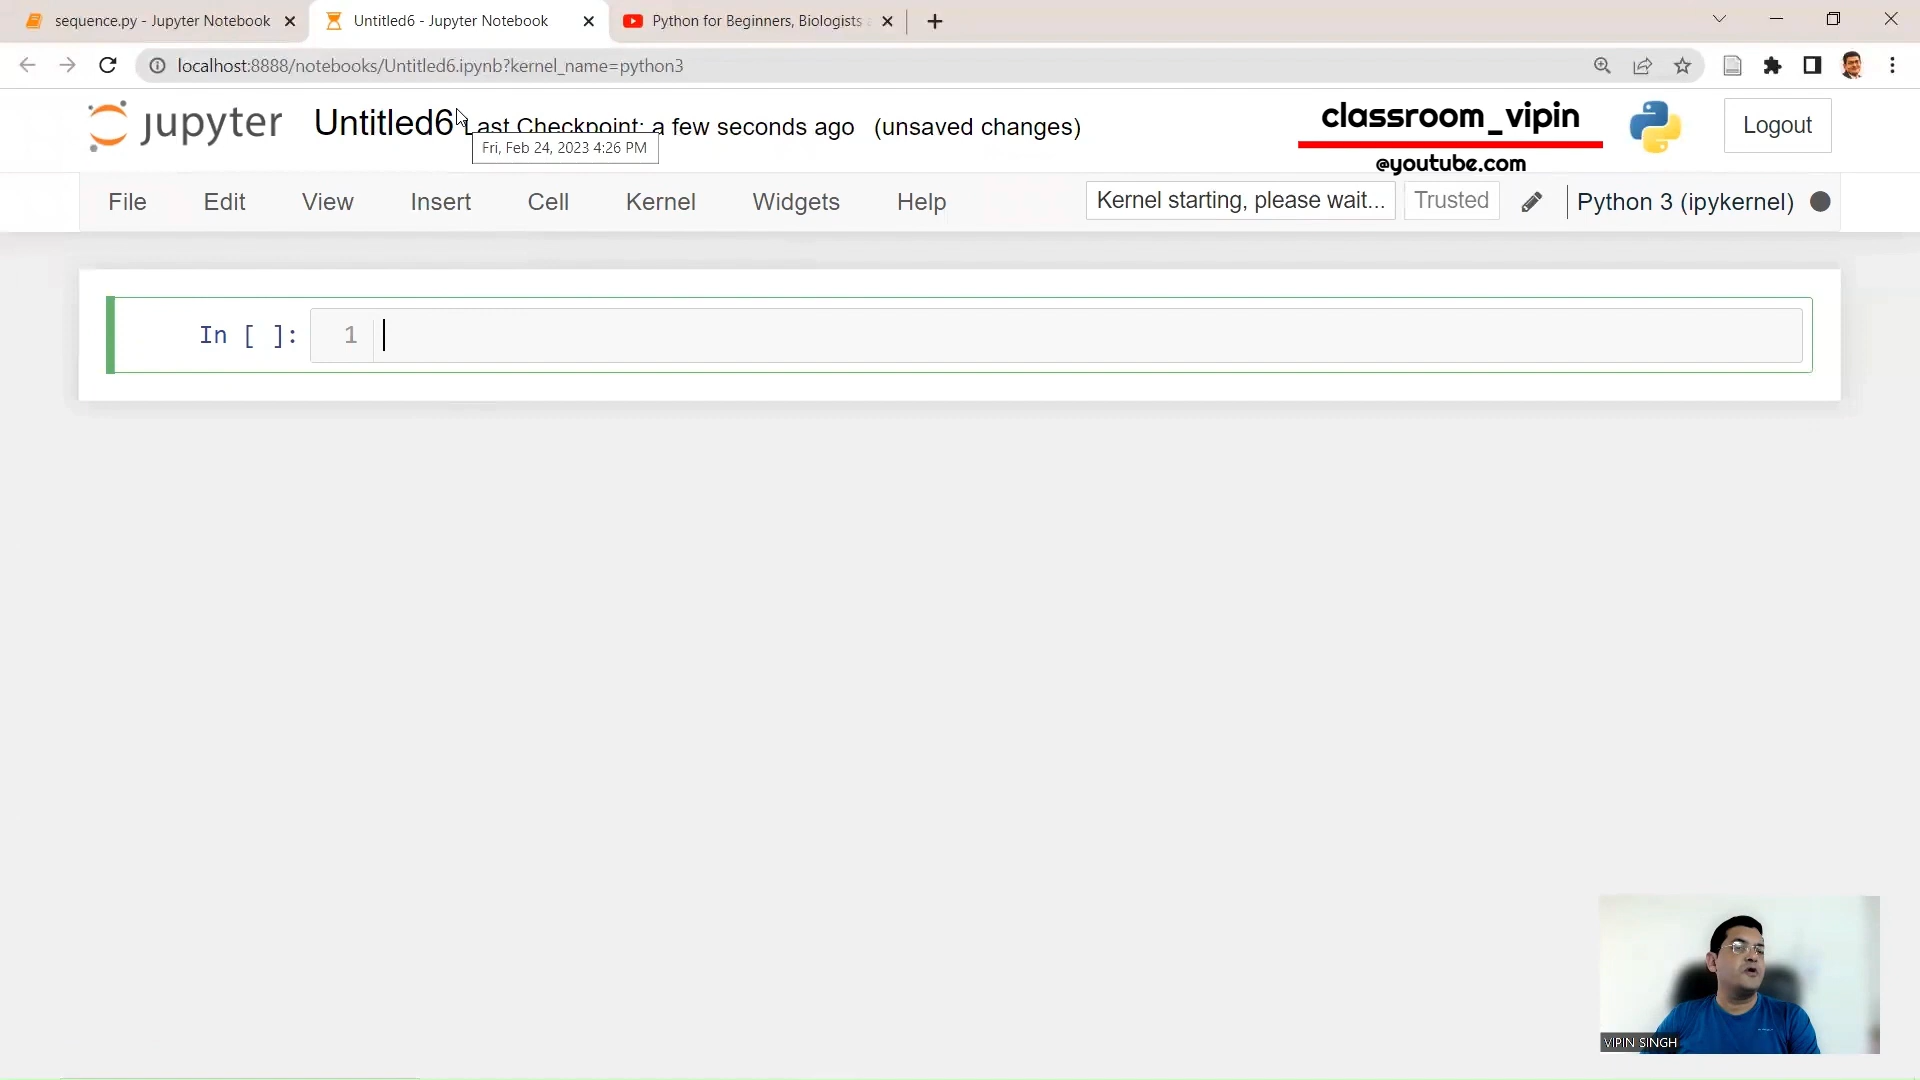 sequence.py - Jupyter Notebook
Untitled6 - Jupyter Notebook
Python for Beginners, Biologists
localhost:8888/notebooks/Untitled6.ipynb?kernel_name=python3
jupyter
Untitled6
Last Checkpoint: a few seconds ago (unsaved changes)
Fri, Feb 24, 2023 4:26 PM
classroom_vipin
@youtube.com
Logout
File Edit View Insert Cell Kernel Widgets Help
Kernel starting, please wait...
Trusted
Python 3 (ipykernel)
In [ ]: 1
VIPIN SINGH